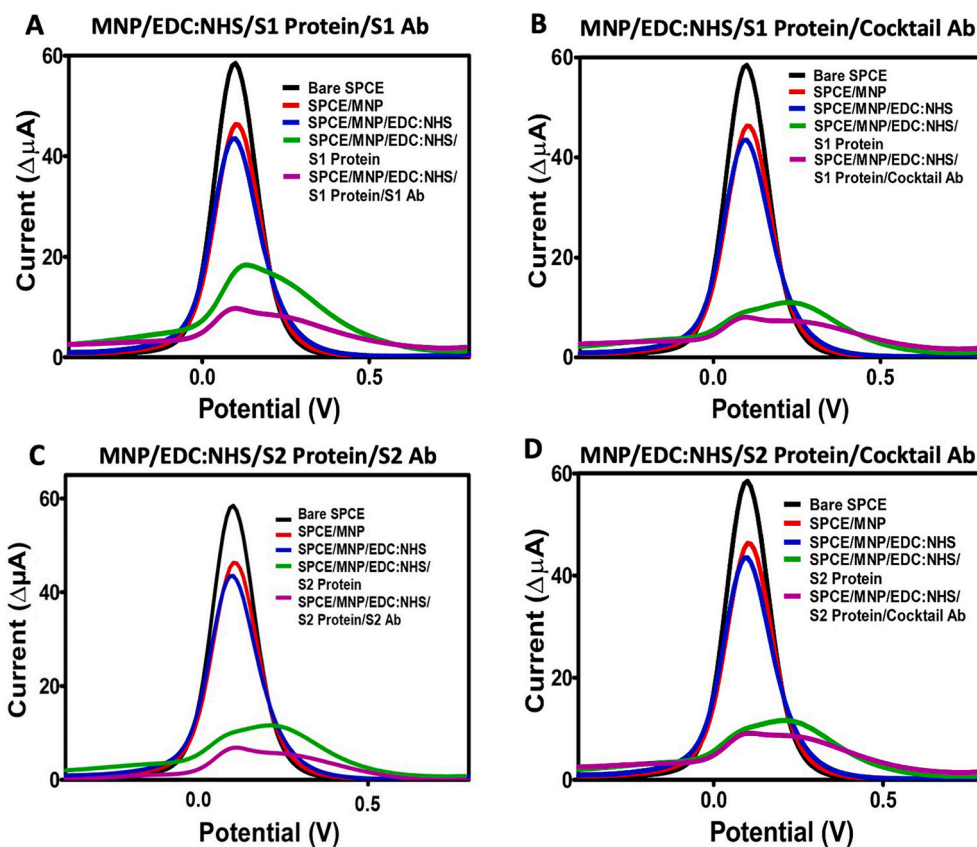 A
MNP/EDC:NHS/S1 Protein/S1 Ab
60
40
20
0
Current (ΔµA)
Bare SPCE
SPCE/MNP
SPCE/MNP/EDC:NHS
SPCE/MNP/EDC:NHS/
S1 Protein
SPCE/MNP/EDC:NHS/
S1 Protein/S1 Ab
0.0
0.5
Potential (V)
B
MNP/EDC:NHS/S1 Protein/Cocktail Ab
60
40
20
0
Current (ΔµA)
Bare SPCE
SPCE/MNP
SPCE/MNP/EDC:NHS
SPCE/MNP/EDC:NHS/
S1 Protein
SPCE/MNP/EDC:NHS/
S1 Protein/Cocktail Ab
0.0
0.5
Potential (V)
C
MNP/EDC:NHS/S2 Protein/S2 Ab
60
40
20
0
Current (ΔµA)
Bare SPCE
SPCE/MNP
SPCE/MNP/EDC:NHS
SPCE/MNP/EDC:NHS/
S2 Protein
SPCE/MNP/EDC:NHS/
S2 Protein/S2 Ab
0.0
0.5
Potential (V)
D
MNP/EDC:NHS/S2 Protein/Cocktail Ab
60
40
20
0
Current (ΔµA)
Bare SPCE
SPCE/MNP
SPCE/MNP/EDC:NHS
SPCE/MNP/EDC:NHS/
S2 Protein
SPCE/MNP/EDC:NHS/
S2 Protein/Cocktail Ab
0.0
0.5
Potential (V)